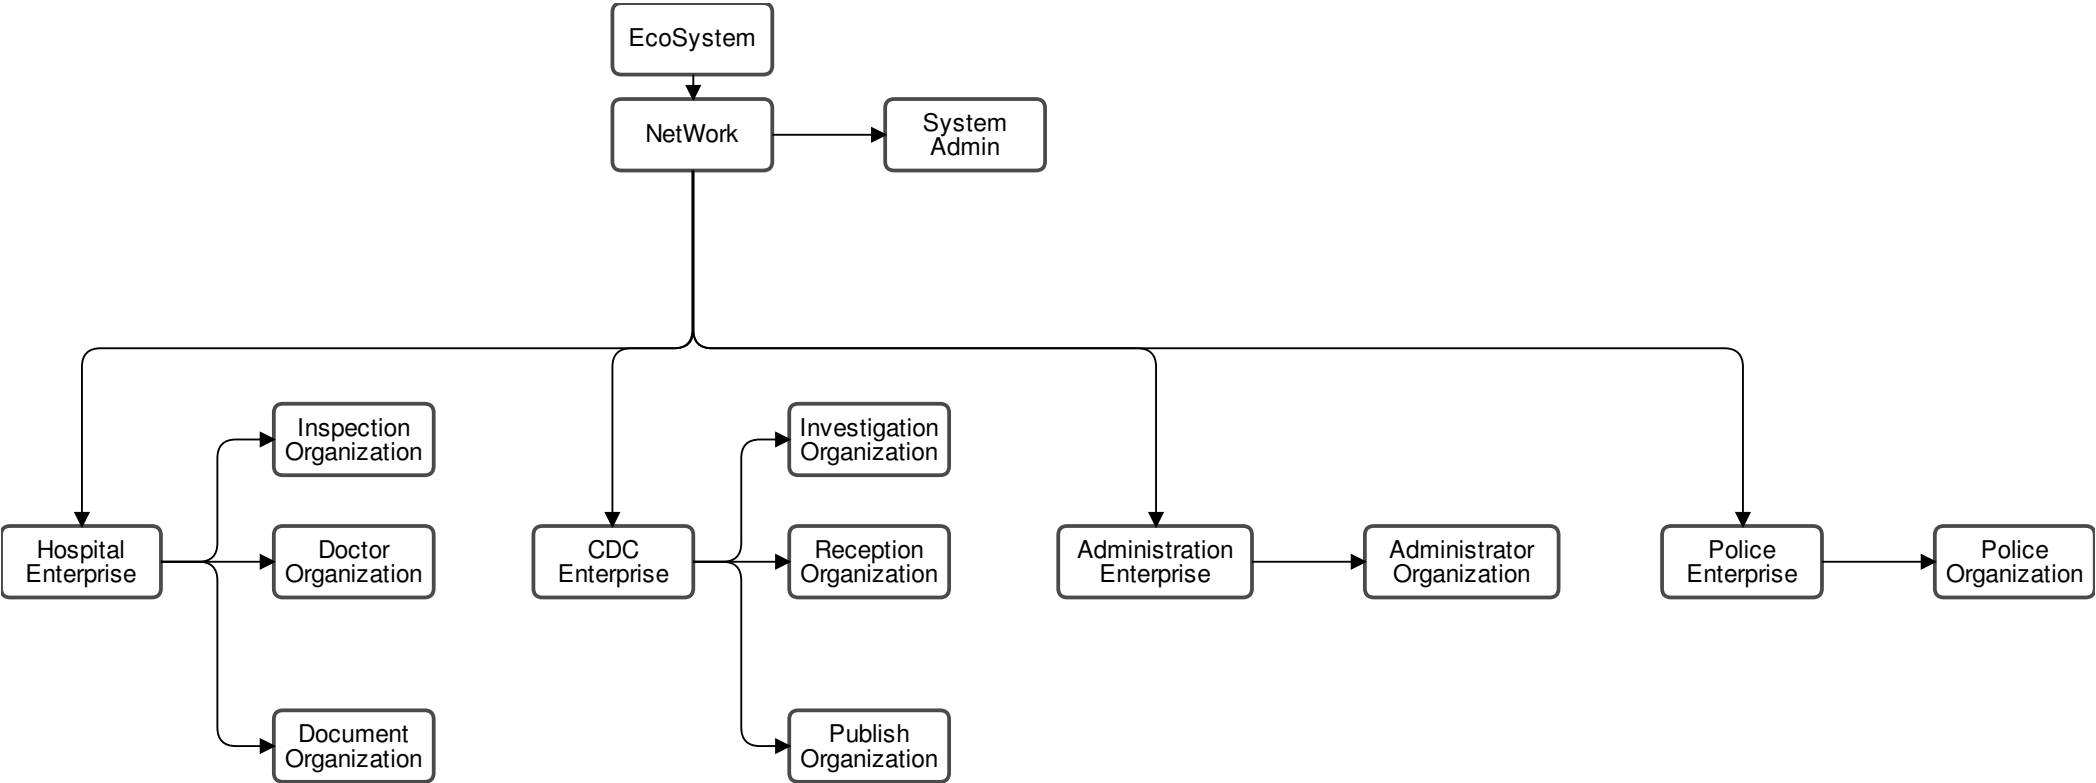 EcoSystem
NetWork
System
Admin
Inspection
Organization
Investigation
Organization
Hospital
Enterprise
Doctor
Organization
CDC
Enterprise
Reception
Organization
Administration
Enterprise
Administrator
Organization
Police
Enterprise
Police
Organization
Document
Organization
Publish
Organization